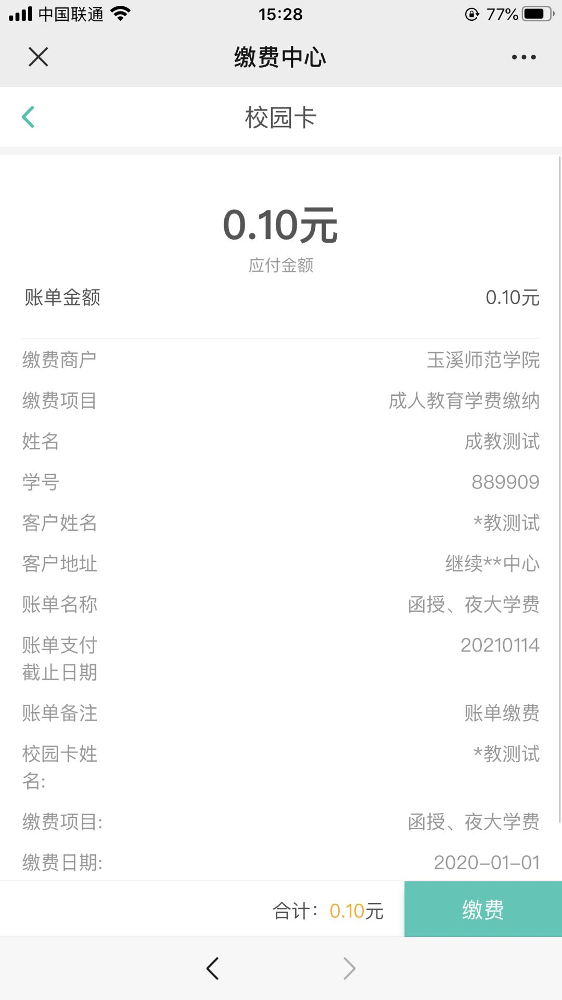 中国联通 15:28 77%
缴费中心
校园卡
0.10元
应付金额
账单金额 0.10元
缴费商户 玉溪师范学院
缴费项目 成人教育学费缴纳
姓名 成教测试
学号 889909
客户姓名 *教测试
客户地址 继续**中心
账单名称 函授、夜大学费
账单支付 20210114
截止日期
账单备注 账单缴费
校园卡姓 *教测试
名:
缴费项目: 函授、夜大学费
缴费日期: 2020-01-01
合计：0.10元 缴费